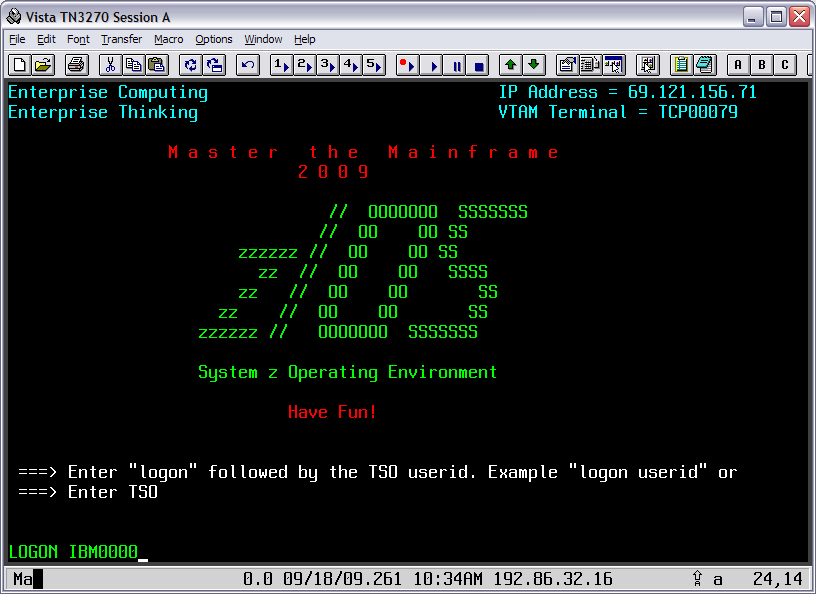 Vista TN3270 Session A
File Edit Font Transfer Macro Options Window Help
1 2 3 4 5 A B C
Enterprise Computing IP Address = 69.121.156.71
Enterprise Thinking VTAM Terminal = TCP00079
M a s t e r   t h e   M a i n f r a m e
2 0 0 9
// OOOOOOO SSSSSSS
// OO OO SS
zzzzzz // OO OO SS
zz // OO OO SSSS
zz // OO OO SS
zz // OO OO SS
zzzzzz // OOOOOOO SSSSSSS
System z Operating Environment
Have Fun!
===> Enter "logon" followed by the TSO userid. Example "logon userid" or
===> Enter TSO
LOGON IBM0000_
Ma 0.0 09/18/09.261 10:34AM 192.86.32.16 a 24,14